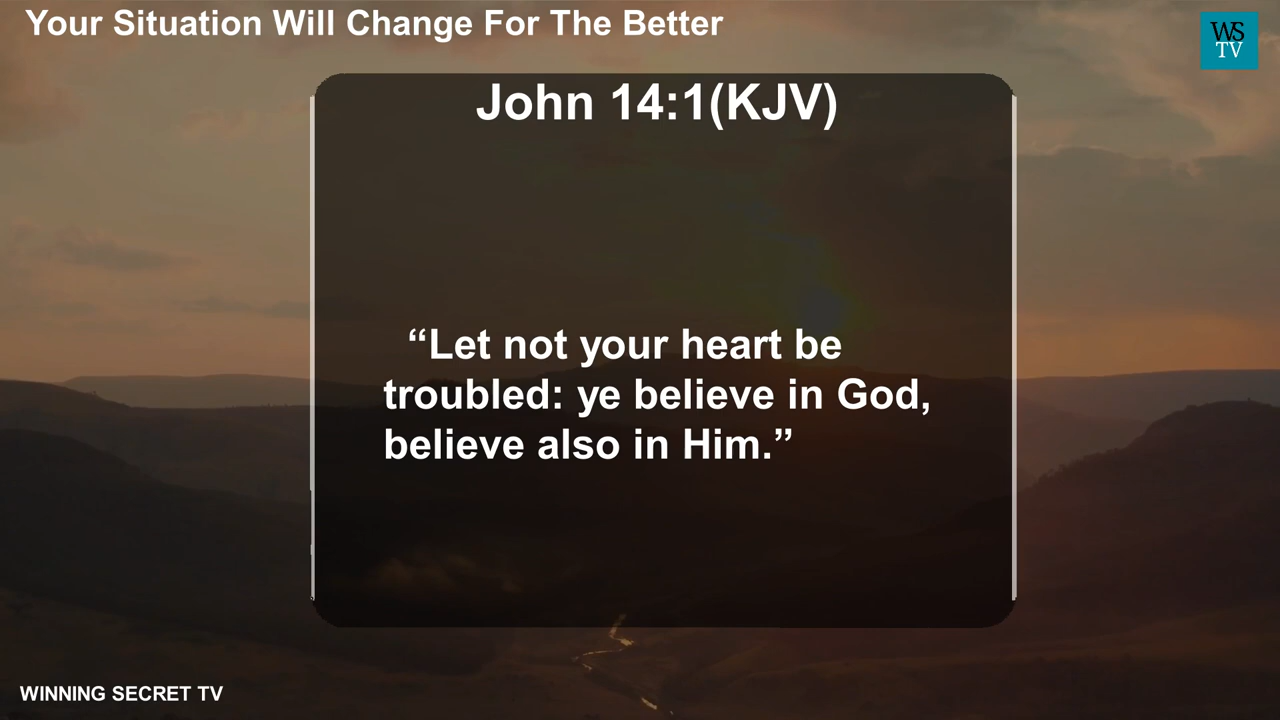 Your Situation Will Change For The Better
WS
TV
John 14:1(KJV)
“Let not your heart be
troubled: ye believe in God,
believe also in Him.”
WINNING SECRET TV